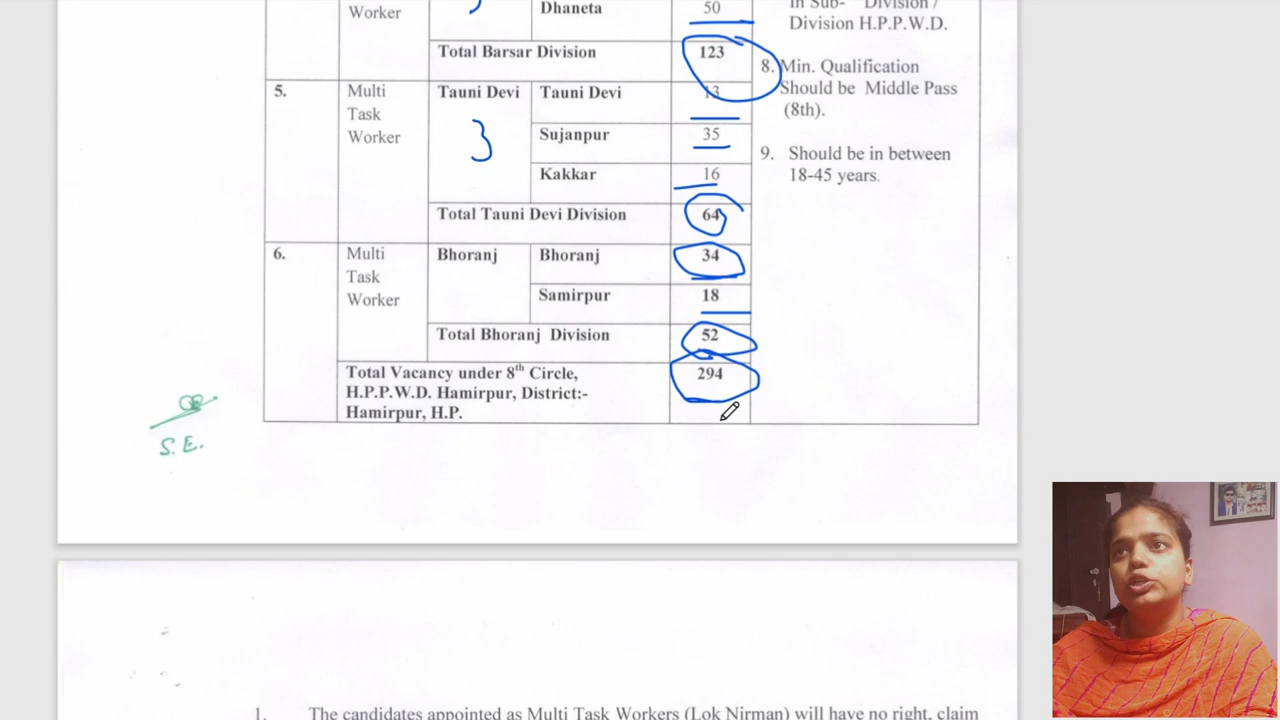 Worker
Dhaneta
50
in Sub- Division /
Division H.P.P.W.D.
Total Barsar Division
123
8. Min. Qualification
Should be Middle Pass
(8th).
5.
Multi
Task
Worker
Tauni Devi
3
Tauni Devi
13
Sujanpur
35
Kakkar
16
9. Should be in between
18-45 years.
Total Tauni Devi Division
64
6.
Multi
Task
Worker
Bhoranj
Bhoranj
34
Samirpur
18
Total Bhoranj Division
52
Total Vacancy under 8th Circle,
H.P.P.W.D. Hamirpur, District:-
Hamirpur, H.P.
294
S.E.
1. The candidates appointed as Multi Task Workers (Lok Nirman) will have no right, claim